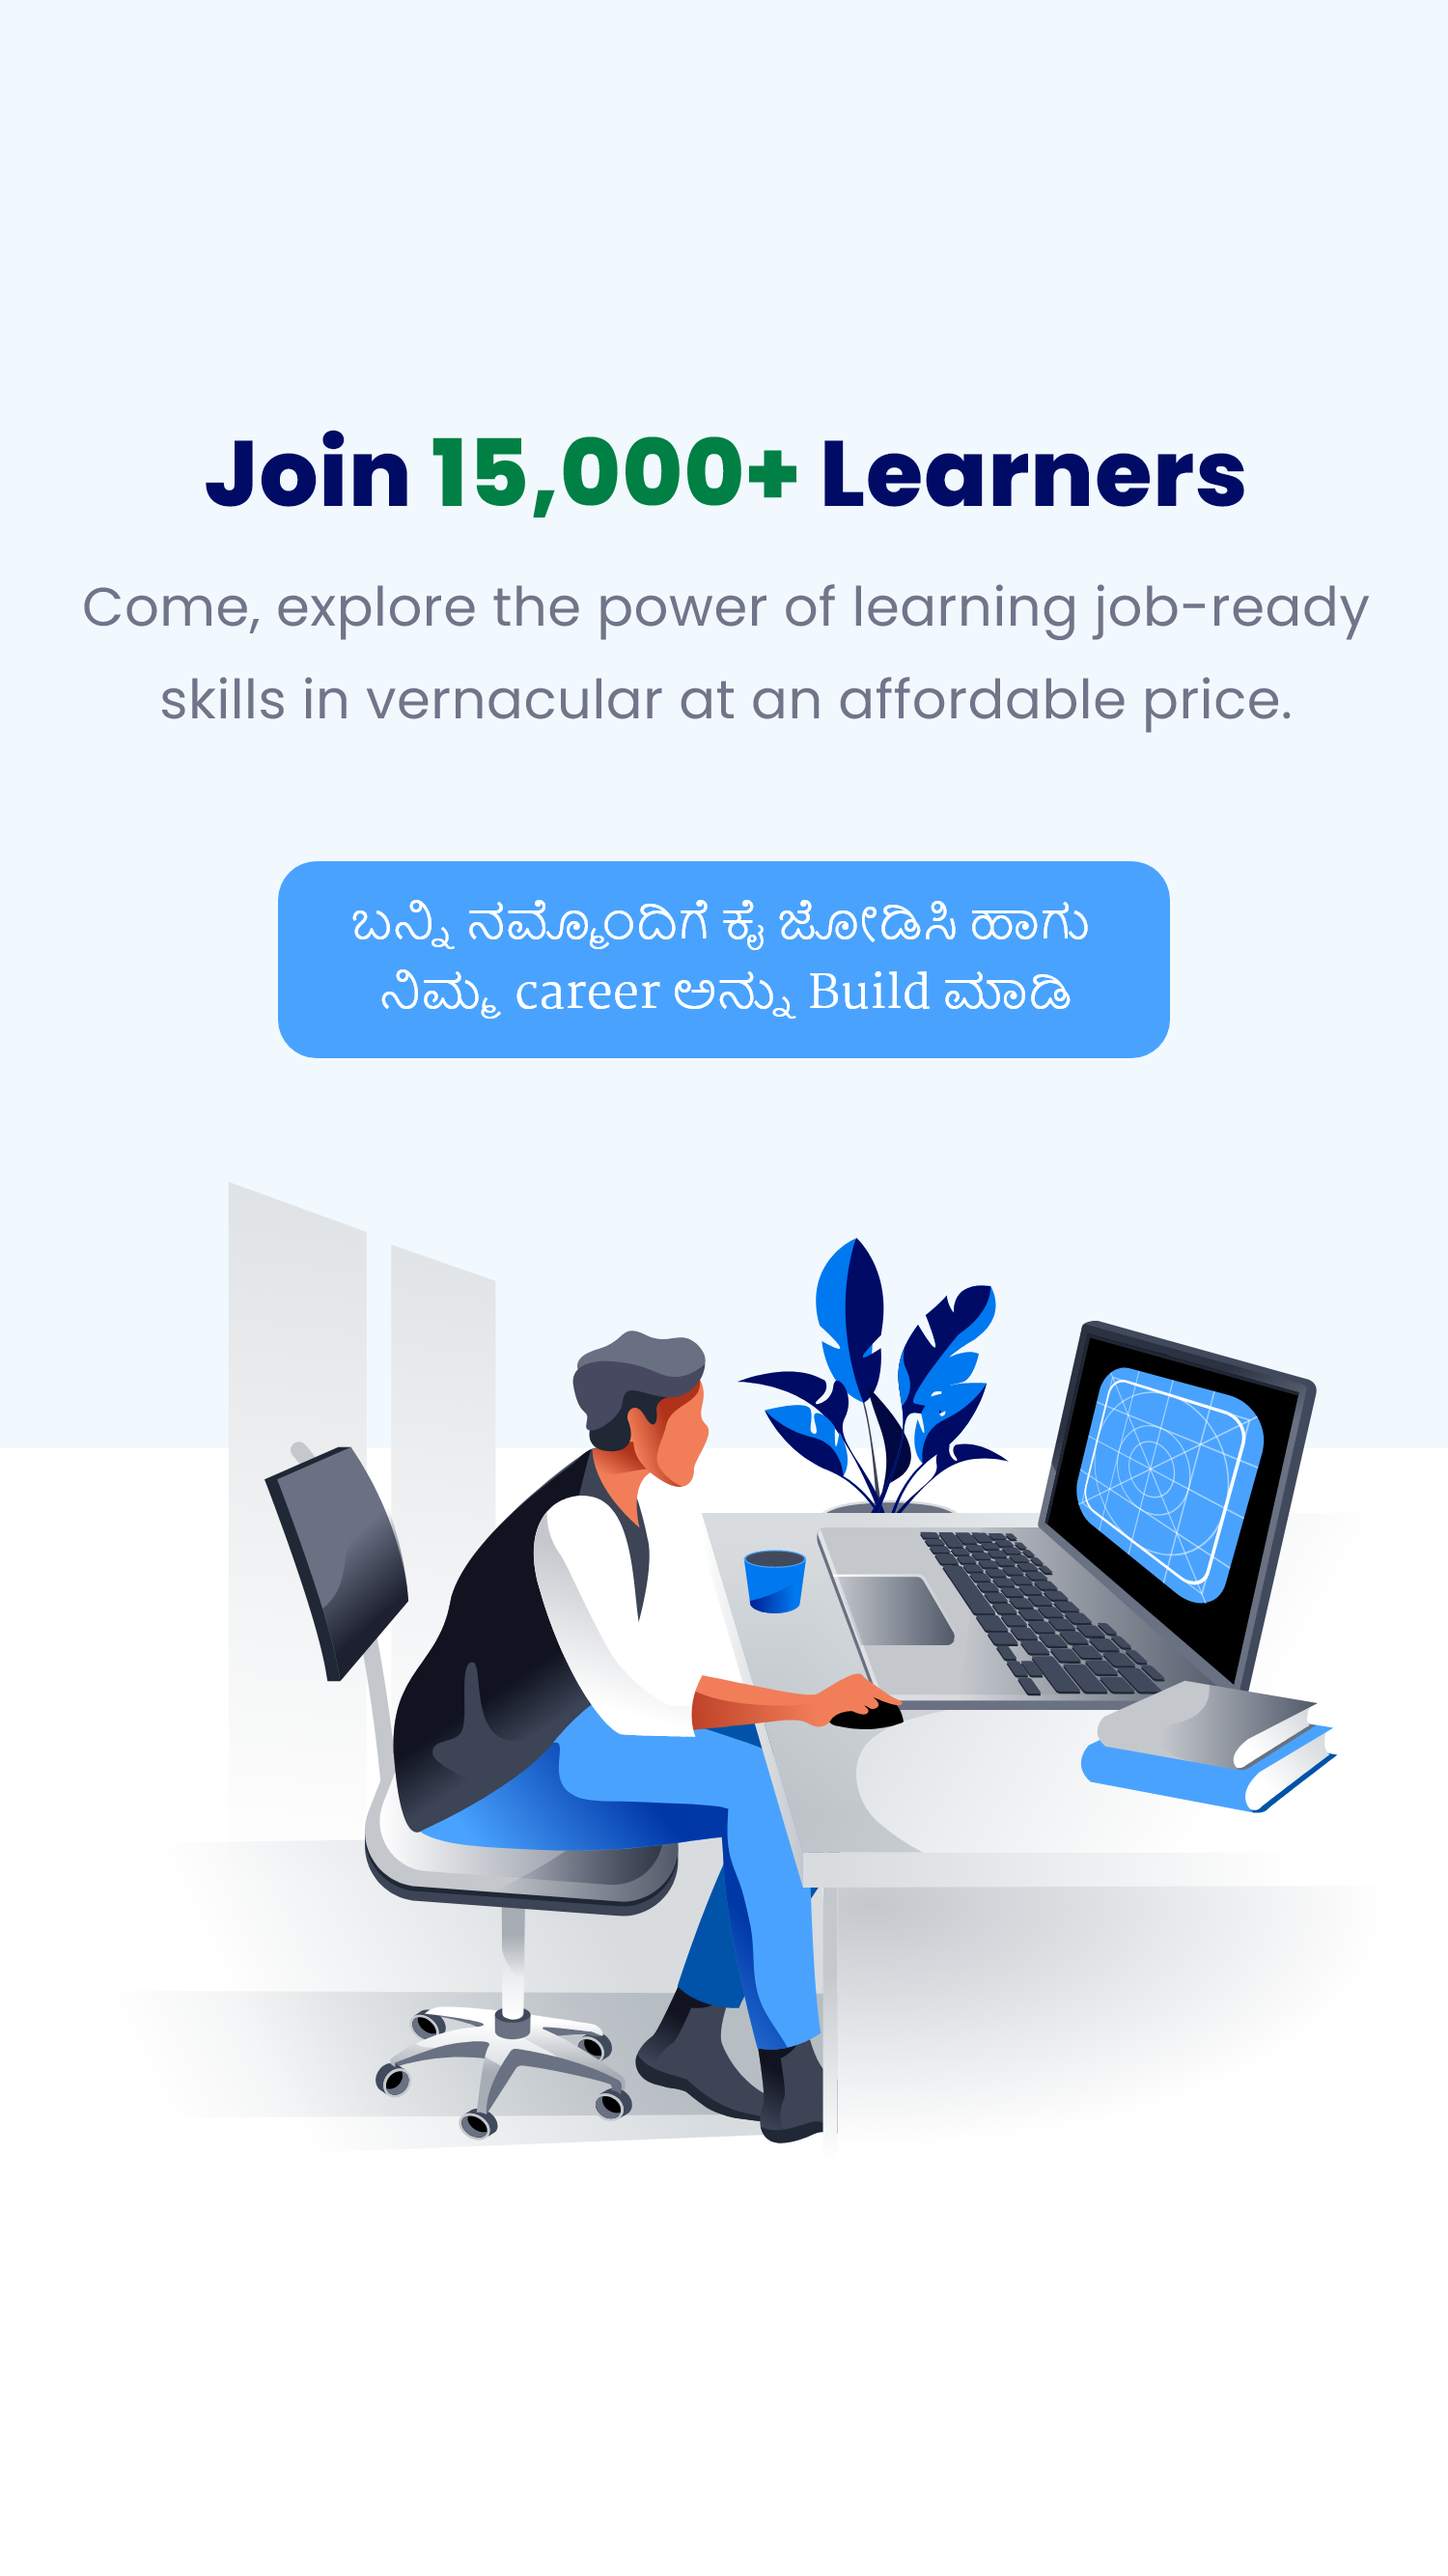 Join 15,000+ Learners
Come, explore the power of learning job-ready
skills in vernacular at an affordable price.
ಬನ್ನಿ ನಮ್ಮೊಂದಿಗೆ ಕೈ ಜೋಡಿಸಿ ಹಾಗು
ನಿಮ್ಮ career ಅನ್ನು Build ಮಾಡಿ